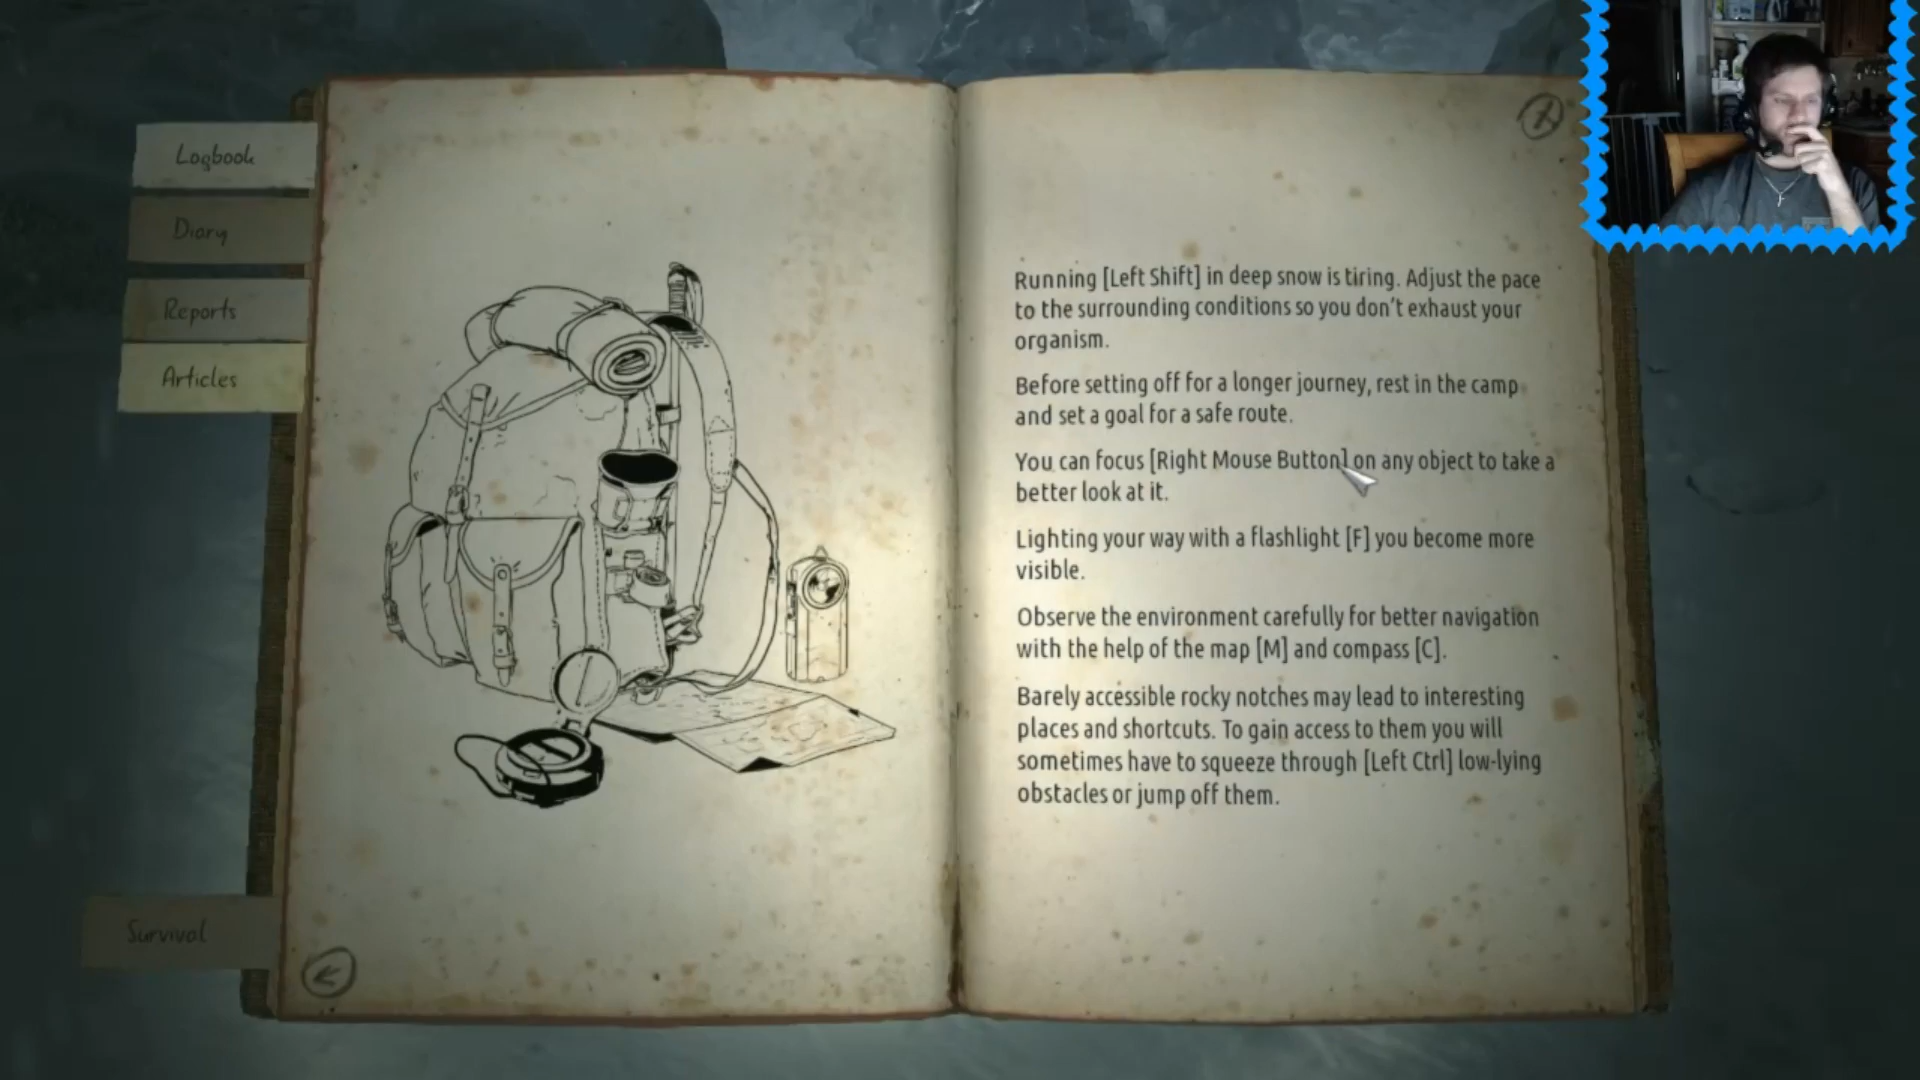 Logbook
Diary
Reports
Articles
Survival
Running [Left Shift] in deep snow is tiring. Adjust the pace
to the surrounding conditions so you don't exhaust your
organism.
Before setting off for a longer journey, rest in the camp
and set a goal for a safe route.
You can focus [Right Mouse Button] on any object to take a
better look at it.
Lighting your way with a flashlight [F] you become more
visible.
Observe the environment carefully for better navigation
with the help of the map [M] and compass [C].
Barely accessible rocky notches may lead to interesting
places and shortcuts. To gain access to them you will
sometimes have to squeeze through [Left Ctrl] low-lying
obstacles or jump off them.